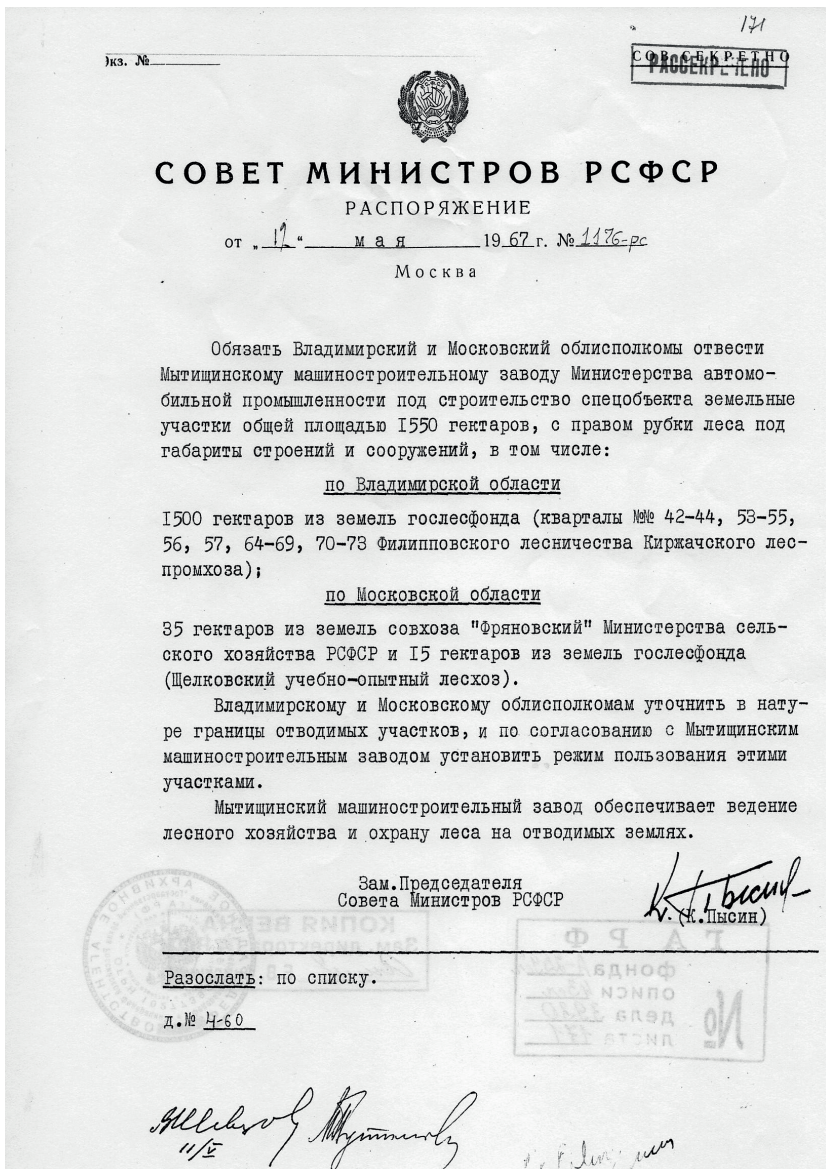 171
Экз. №
СОВ.СЕКРЕТНО
РАССЕКРЕЧЕНО
СОВЕТ МИНИСТРОВ РСФСР
РАСПОРЯЖЕНИЕ
от „12“ мая 1967 г. № 1176-рс
Москва
Обязать Владимирский и Московский облисполкомы отвести
Мытищинскому машиностроительному заводу Министерства автомо-
бильной промышленности под строительство спецобъекта земельные
участки общей площадью 1550 гектаров, с правом рубки леса под
габариты строений и сооружений, в том числе:
по Владимирской области
1500 гектаров из земель гослесфонда (кварталы №№ 42-44, 53-55,
56, 57, 64-69, 70-73 Филипповского лесничества Киржачского лес-
промхоза);
по Московской области
35 гектаров из земель совхоза "Фряновский" Министерства сель-
ского хозяйства РСФСР и 15 гектаров из земель гослесфонда
(Щелковский учебно-опытный лесхоз).
Владимирскому и Московскому облисполкомам уточнить в нату-
ре границы отводимых участков, и по согласованию с Мытищинским
машиностроительным заводом установить режим пользования этими
участками.
Мытищинский машиностроительный завод обеспечивает ведение
лесного хозяйства и охрану леса на отводимых землях.
Зам.Председателя
Совета Министров РСФСР
К. Пысин
(К.Пысин)
КОПИЯ ВЕРНА
Зам. директора
ГАРФ
фонда
описи
дела
листа 171
№
Разослать: по списку.
д.№ 4-60
11/V